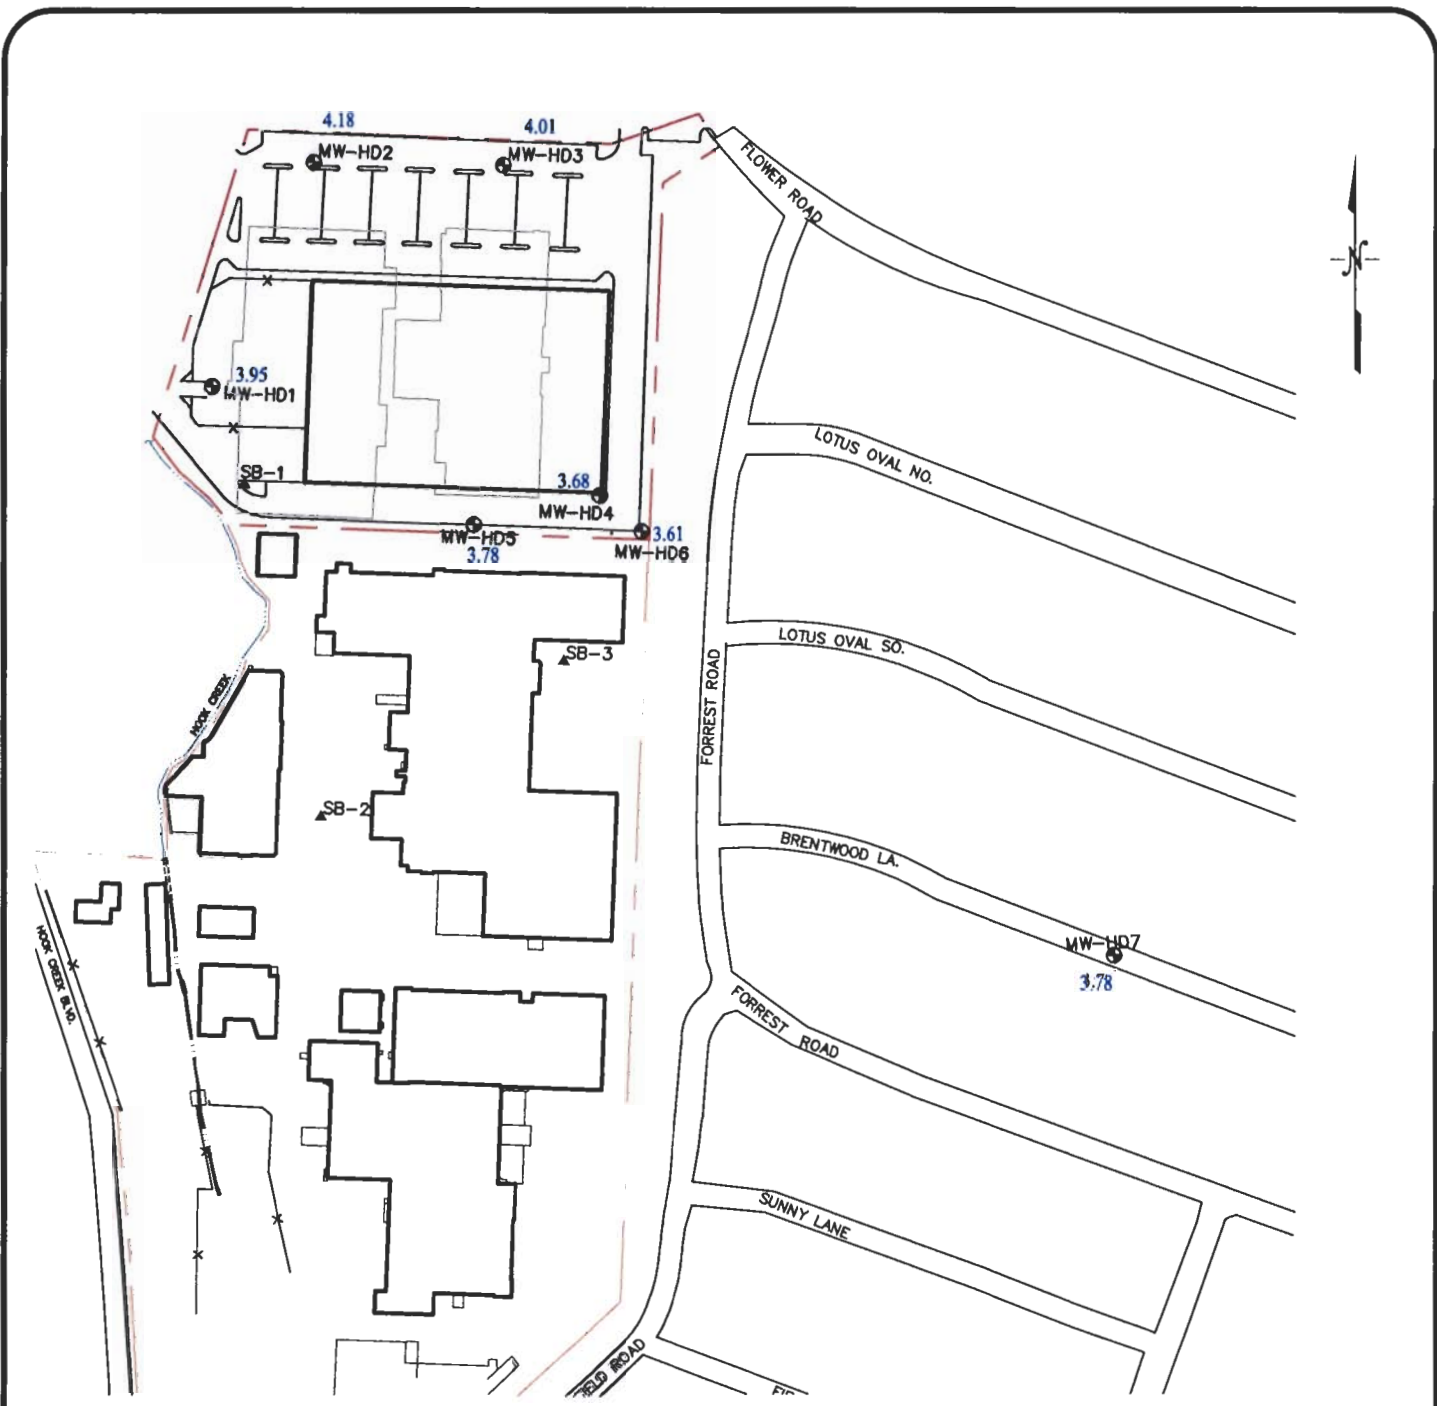 4.18
4.01
MW-HD2
MW-HD3
FLOWER ROAD
N
3.95
MW-HD1
LOTUS OVAL NO.
SB-1
3.68
MW-HD4
MW-HD5
3.78
3.61
MW-HD6
LOTUS OVAL SO.
SB-3
FORREST ROAD
HOOK CREEK
SB-2
BRENTWOOD LA.
HOOK CREEK BLVD.
MW-HD7
3.78
FORREST ROAD
SUNNY LANE